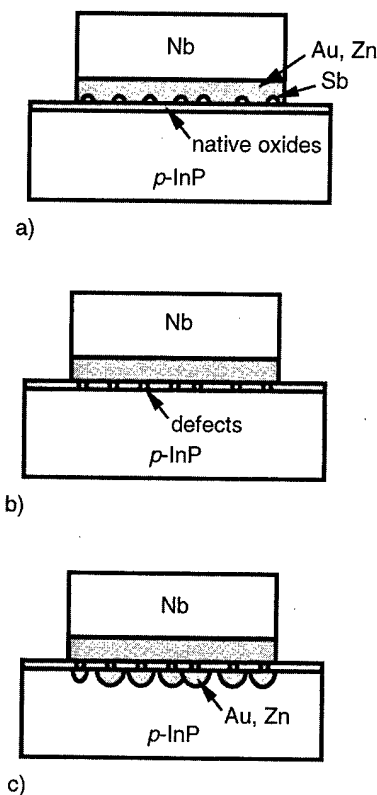 Nb
Au, Zn
Sb
native oxides
p-InP
a)
Nb
defects
p-InP
b)
Nb
Au, Zn
p-InP
c)